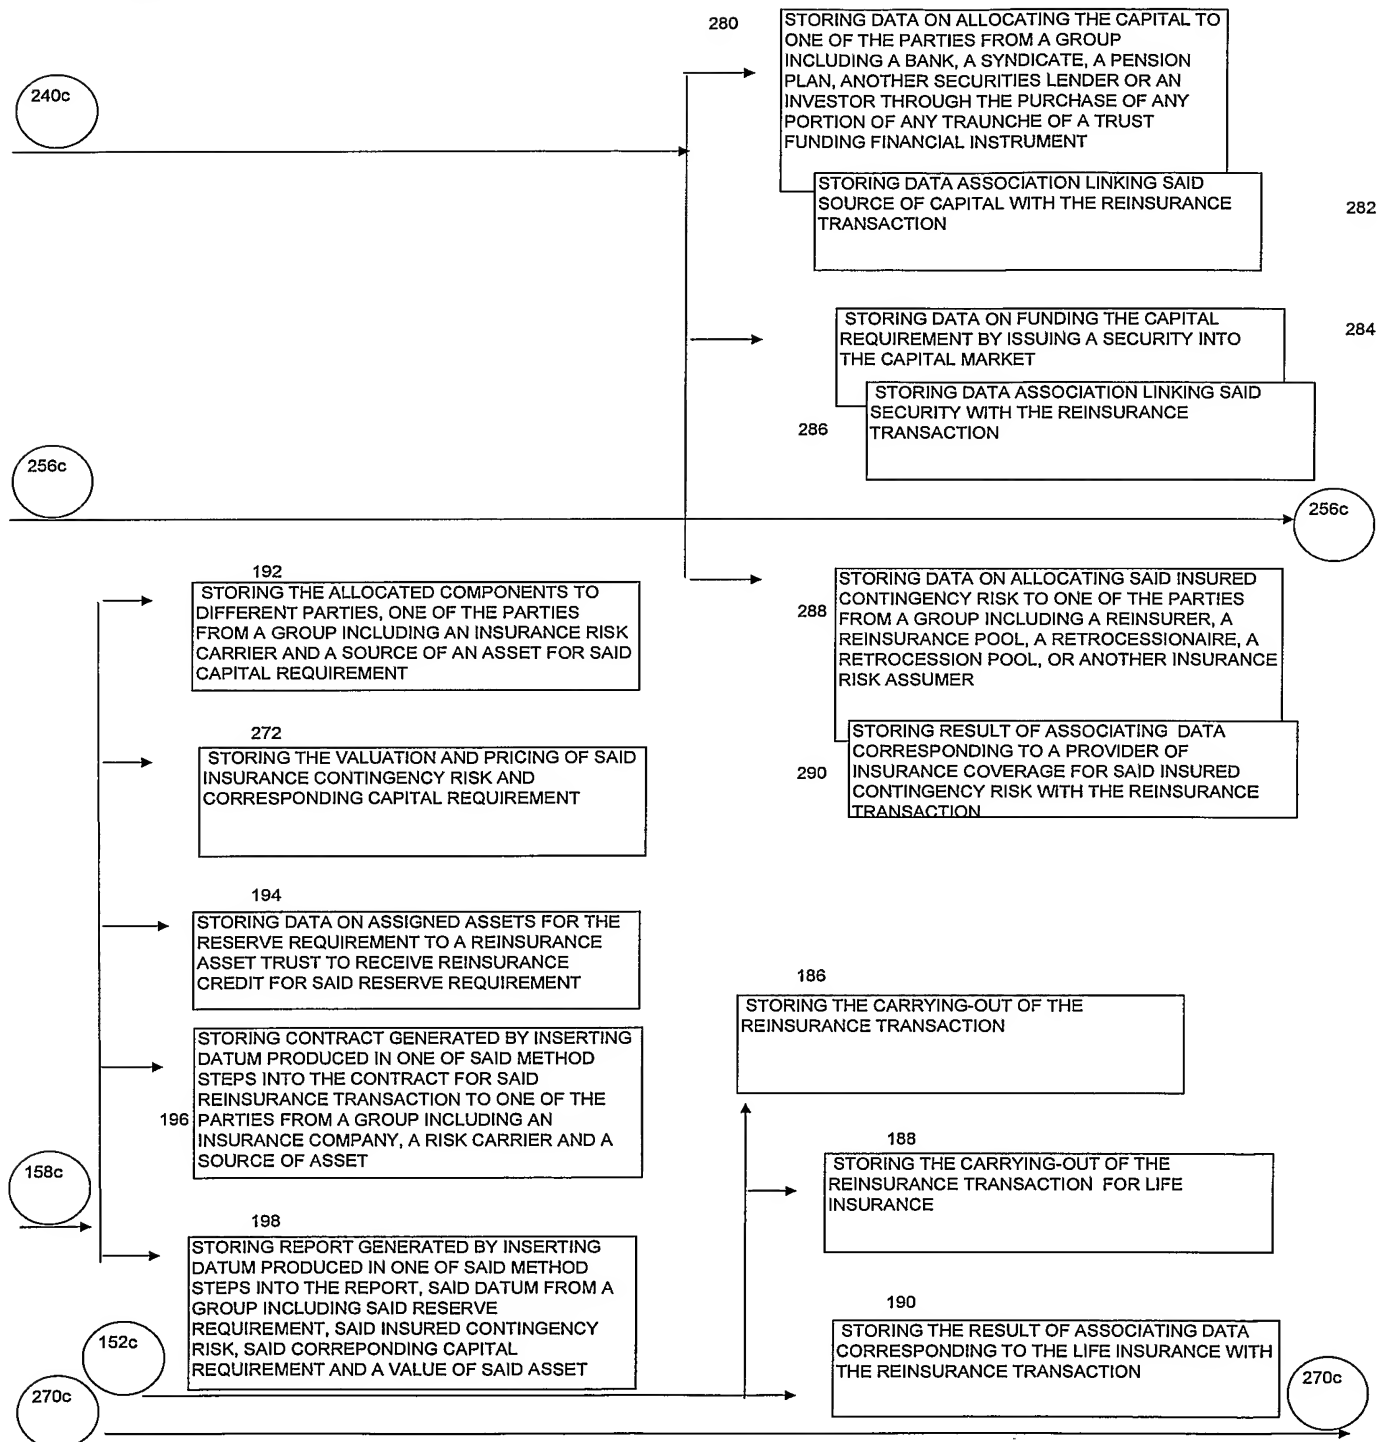 280
STORING DATA ON ALLOCATING THE CAPITAL TO
ONE OF THE PARTIES FROM A GROUP
INCLUDING A BANK, A SYNDICATE, A PENSION
PLAN, ANOTHER SECURITIES LENDER OR AN
INVESTOR THROUGH THE PURCHASE OF ANY
PORTION OF ANY TRAUNCHE OF A TRUST
FUNDING FINANCIAL INSTRUMENT
240c
STORING DATA ASSOCIATION LINKING SAID
SOURCE OF CAPITAL WITH THE REINSURANCE
TRANSACTION
282
STORING DATA ON FUNDING THE CAPITAL
REQUIREMENT BY ISSUING A SECURITY INTO
THE CAPITAL MARKET
284
STORING DATA ASSOCIATION LINKING SAID
SECURITY WITH THE REINSURANCE
TRANSACTION
286
256c
256c
192
STORING THE ALLOCATED COMPONENTS TO
DIFFERENT PARTIES, ONE OF THE PARTIES
FROM A GROUP INCLUDING AN INSURANCE RISK
CARRIER AND A SOURCE OF AN ASSET FOR SAID
CAPITAL REQUIREMENT
288
STORING DATA ON ALLOCATING SAID INSURED
CONTINGENCY RISK TO ONE OF THE PARTIES
FROM A GROUP INCLUDING A REINSURER, A
REINSURANCE POOL, A RETROCESSIONAIRE, A
RETROCESSION POOL, OR ANOTHER INSURANCE
RISK ASSUMER
272
STORING THE VALUATION AND PRICING OF SAID
INSURANCE CONTINGENCY RISK AND
CORRESPONDING CAPITAL REQUIREMENT
290
STORING RESULT OF ASSOCIATING DATA
CORRESPONDING TO A PROVIDER OF
INSURANCE COVERAGE FOR SAID INSURED
CONTINGENCY RISK WITH THE REINSURANCE
TRANSACTION
194
STORING DATA ON ASSIGNED ASSETS FOR THE
RESERVE REQUIREMENT TO A REINSURANCE
ASSET TRUST TO RECEIVE REINSURANCE
CREDIT FOR SAID RESERVE REQUIREMENT
186
STORING THE CARRYING-OUT OF THE
REINSURANCE TRANSACTION
196
STORING CONTRACT GENERATED BY INSERTING
DATUM PRODUCED IN ONE OF SAID METHOD
STEPS INTO THE CONTRACT FOR SAID
REINSURANCE TRANSACTION TO ONE OF THE
PARTIES FROM A GROUP INCLUDING AN
INSURANCE COMPANY, A RISK CARRIER AND A
SOURCE OF ASSET
188
STORING THE CARRYING-OUT OF THE
REINSURANCE TRANSACTION FOR LIFE
INSURANCE
158c
198
STORING REPORT GENERATED BY INSERTING
DATUM PRODUCED IN ONE OF SAID METHOD
STEPS INTO THE REPORT, SAID DATUM FROM A
GROUP INCLUDING SAID RESERVE
REQUIREMENT, SAID INSURED CONTINGENCY
RISK, SAID CORREPONDING CAPITAL
REQUIREMENT AND A VALUE OF SAID ASSET
190
STORING THE RESULT OF ASSOCIATING DATA
CORRESPONDING TO THE LIFE INSURANCE WITH
THE REINSURANCE TRANSACTION
152c
270c
270c